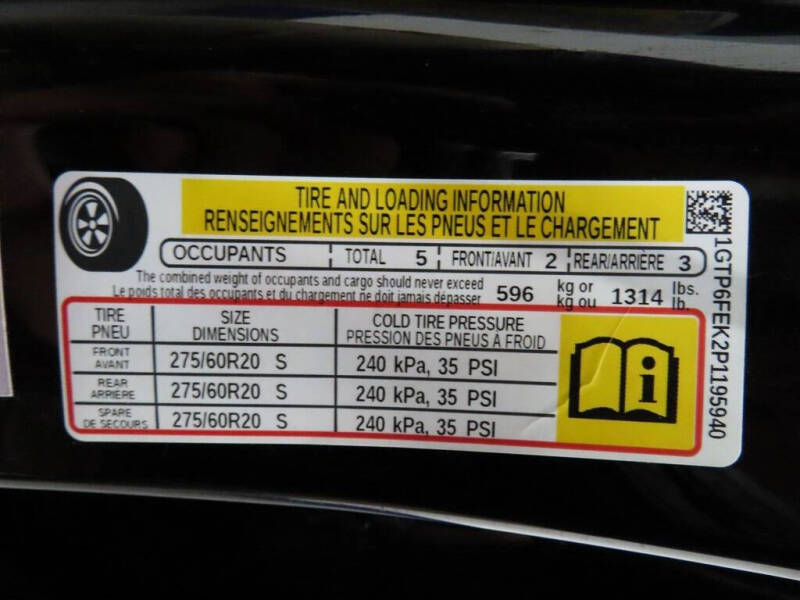 TIRE AND LOADING INFORMATION
RENSEIGNEMENTS SUR LES PNEUS ET LE CHARGEMENT
OCCUPANTS TOTAL 5 FRONT/AVANT 2 REAR/ARRIÈRE 3
The combined weight of occupants and cargo should never exceed
Le poids total des occupants et du chargement ne doit jamais dépasser
596 kg or 1314 lbs.
kg ou lb.
TIRE SIZE COLD TIRE PRESSURE
PNEU DIMENSIONS PRESSION DES PNEUS A FROID
FRONT
AVANT 275/60R20 S 240 kPa, 35 PSI
REAR
ARRIERE 275/60R20 S 240 kPa, 35 PSI
SPARE
DE SECOURS 275/60R20 S 240 kPa, 35 PSI
i
1GTP6FEK2P1195940